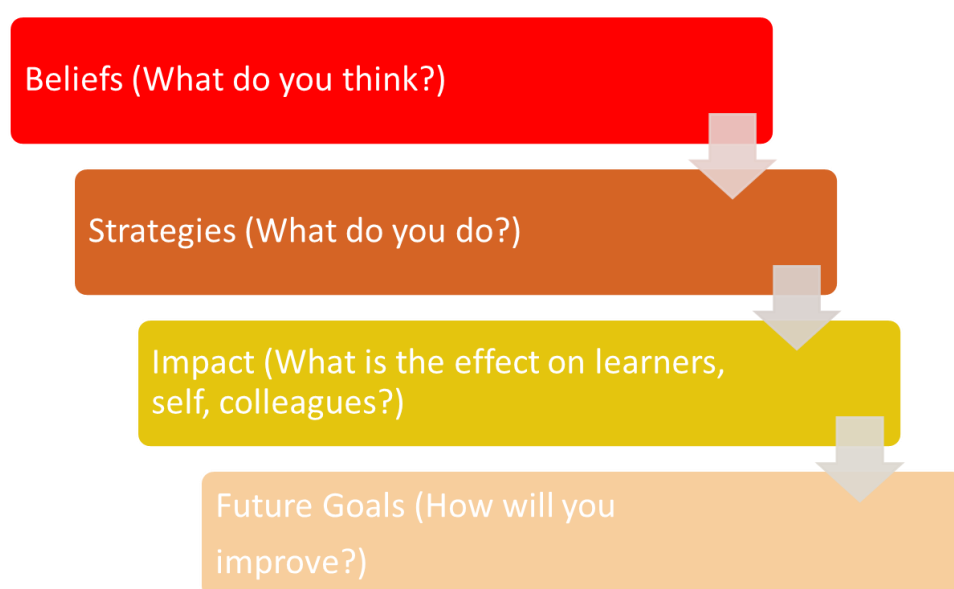 Beliefs (What do you think?)
Strategies (What do you do?)
Impact (What is the effect on learners,
self, colleagues?)
Future Goals (How will you
improve?)